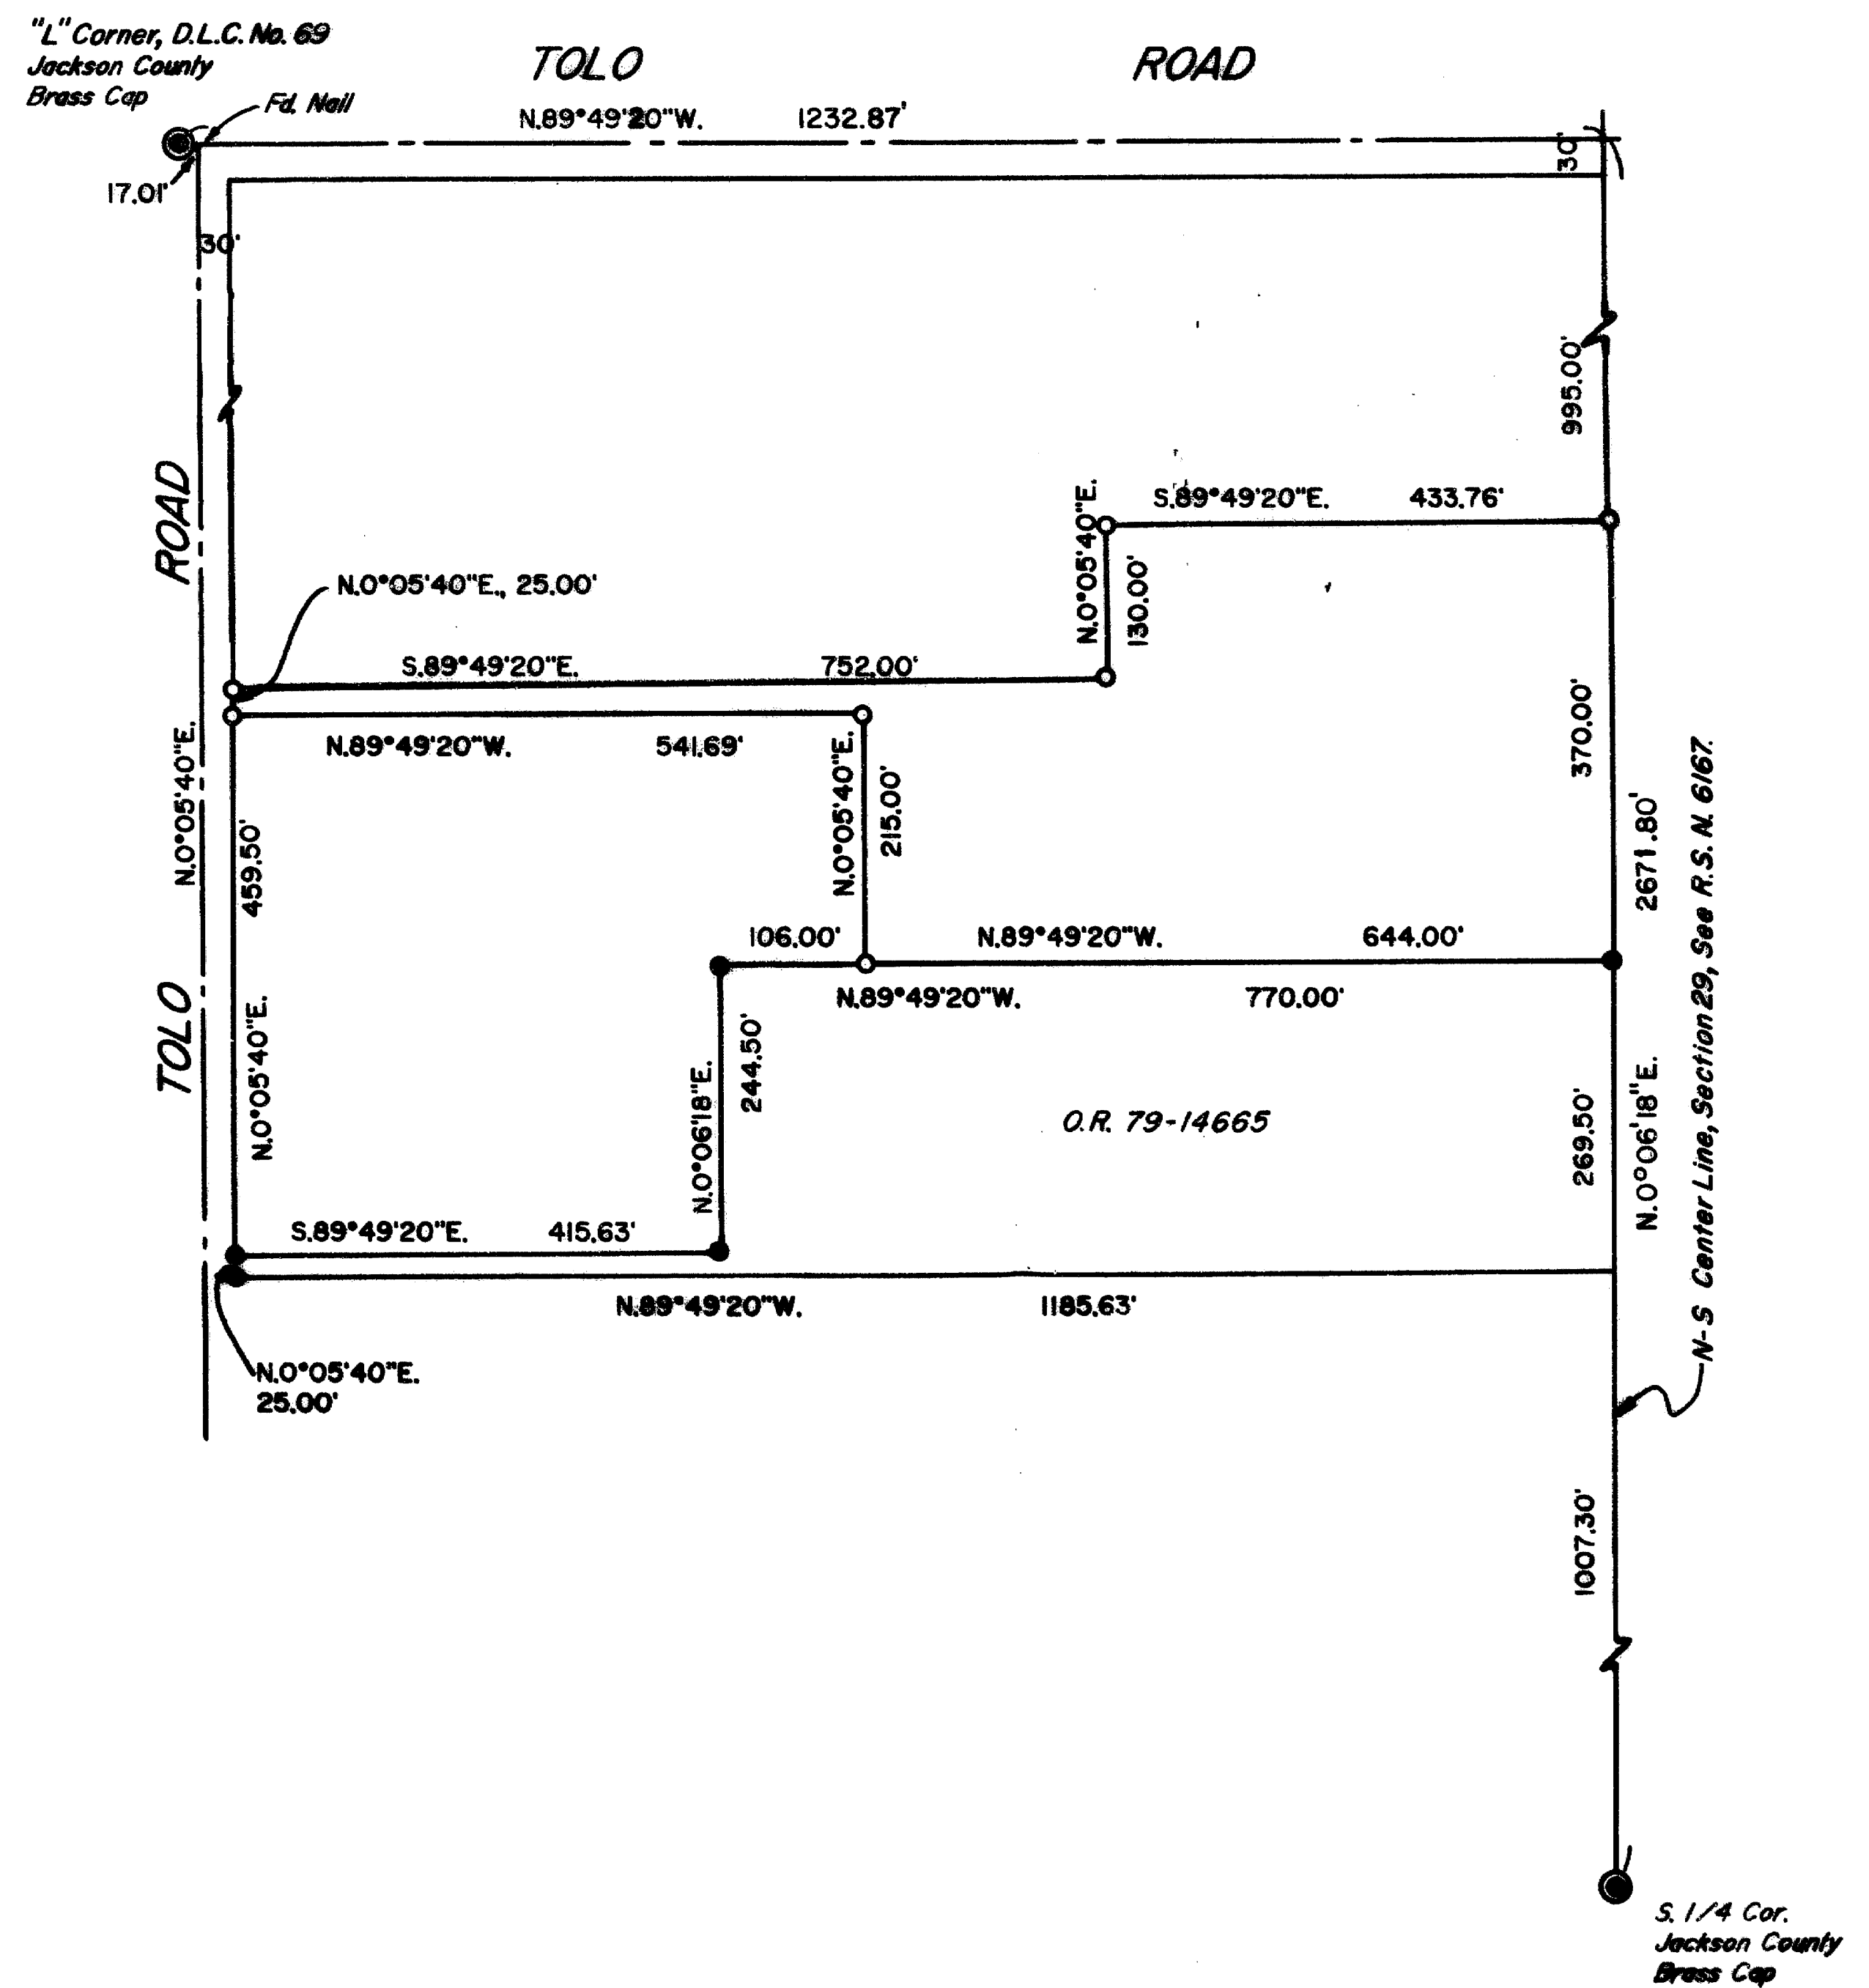 "L" Corner, D.L.C. No. 69
Jackson County
Brass Cap
Fd. Nail
TOLO ROAD
N.89°49'20"W. 1232.87'
17.01'
30'
30'
995.00'
ROAD
S.89°49'20"E. 433.76'
N.0°05'40"E.
130.00'
N.0°05'40"E., 25.00'
S.89°49'20"E. 752.00'
N.89°49'20"W. 541.69'
N.0°05'40"E.
459.50'
N.0°05'40"E.
215.00'
370.00'
2671.80'
N-S Center Line, Section 29, See R.S. N. 6167.
106.00'
N.89°49'20"W. 644.00'
N.89°49'20"W. 770.00'
TOLO
N.0°05'40"E.
N.0°06'18"E.
244.50'
O.R. 79-14665
269.50'
N.0°06'18"E.
S.89°49'20"E. 415.63'
N.89°49'20"W. 1185.63'
N.0°05'40"E.
25.00'
1007.30'
S. 1/4 Cor.
Jackson County
Brass Cap